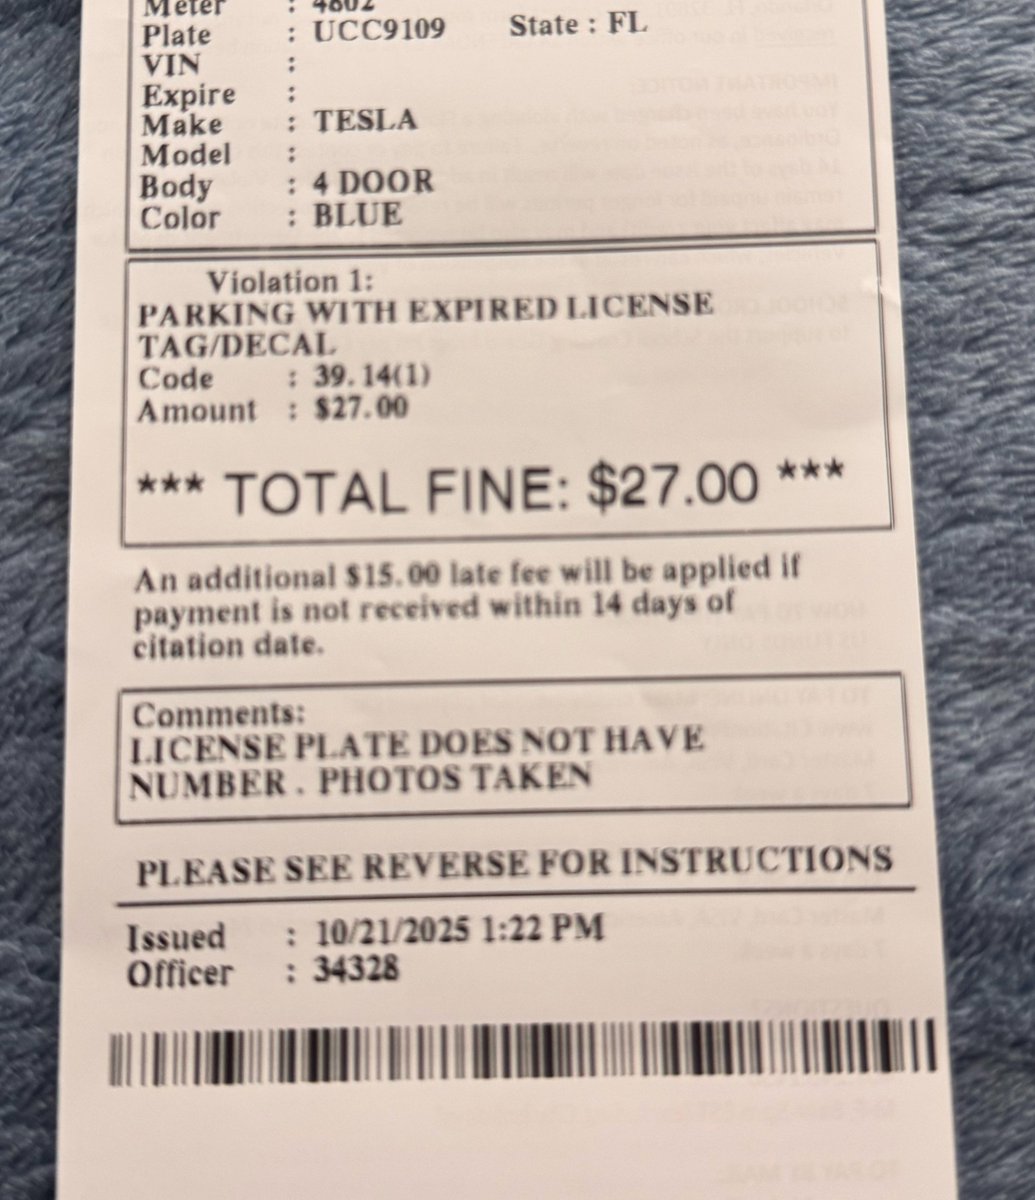 Meter : 4802
Plate : UCC9109 State : FL
VIN :
Expire :
Make : TESLA
Model :
Body : 4 DOOR
Color : BLUE
Violation 1:
PARKING WITH EXPIRED LICENSE
TAG/DECAL
Code : 39.14(1)
Amount : $27.00
*** TOTAL FINE: $27.00 ***
An additional $15.00 late fee will be applied if
payment is not received within 14 days of
citation date.
Comments:
LICENSE PLATE DOES NOT HAVE
NUMBER . PHOTOS TAKEN
PLEASE SEE REVERSE FOR INSTRUCTIONS
Issued : 10/21/2025 1:22 PM
Officer : 34328